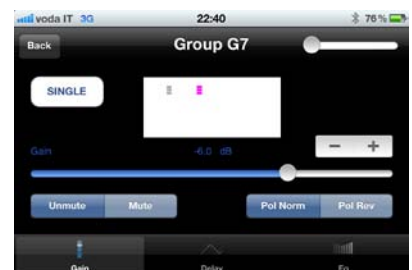 voda IT 3G 22:40 76%
Back Group G7
SINGLE
Gain -6.0 dB − +
Unmute Mute Pol Norm Pol Rev
Gain Delay Eq